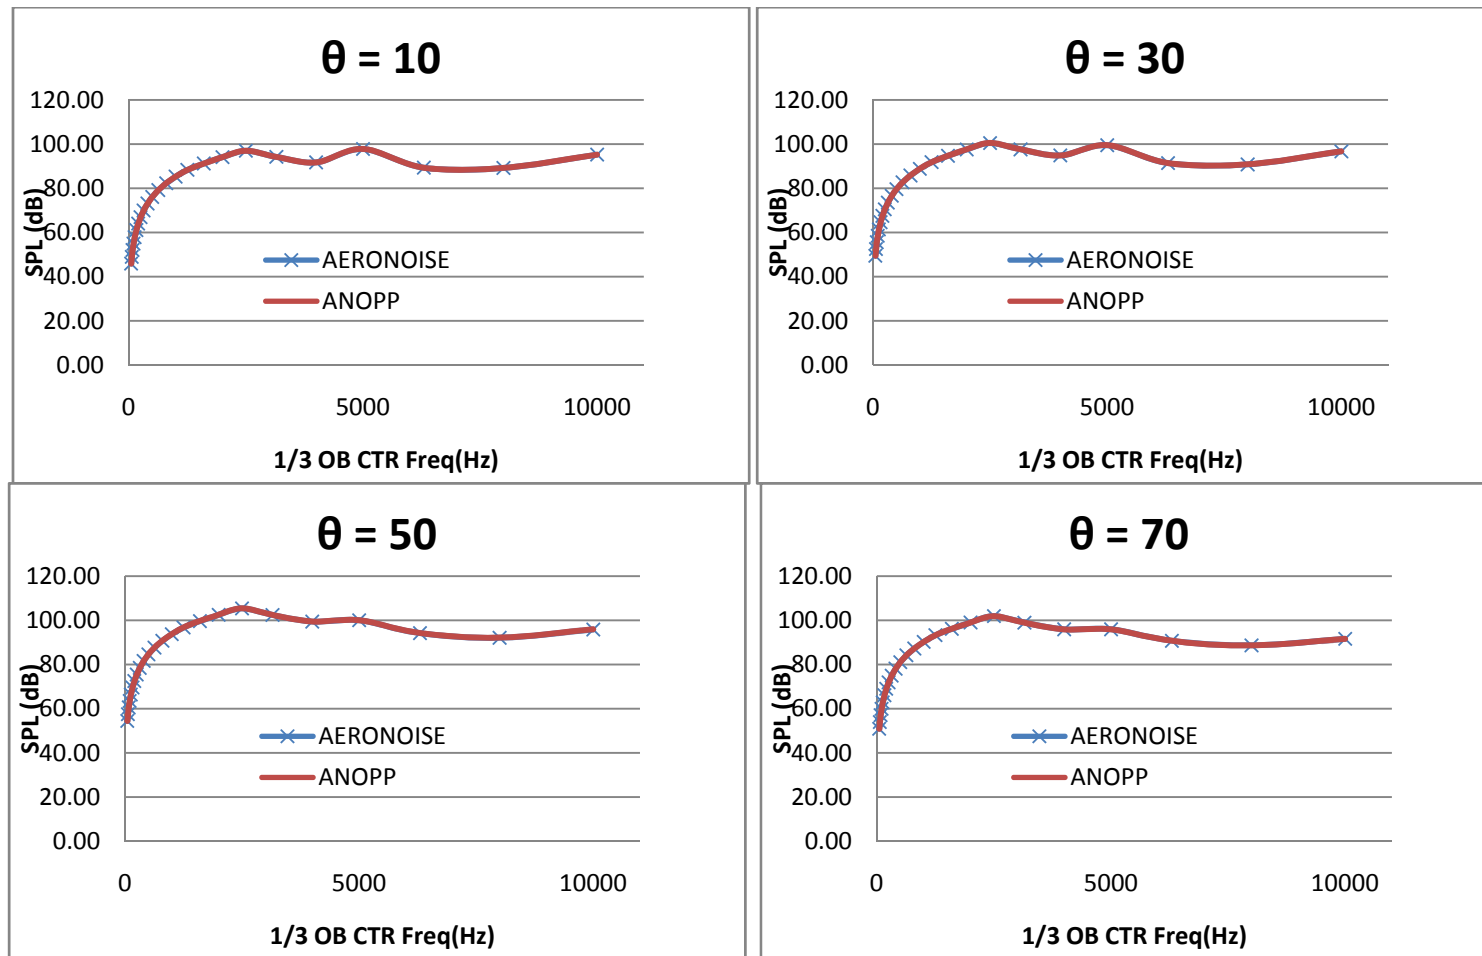 θ = 10
120.00
100.00
80.00
60.00
40.00
20.00
0.00
SPL (dB)
AERONOISE
ANOPP
0 5000 10000
1/3 OB CTR Freq(Hz)
θ = 30
120.00
100.00
80.00
60.00
40.00
20.00
0.00
SPL (dB)
AERONOISE
ANOPP
0 5000 10000
1/3 OB CTR Freq(Hz)
θ = 50
120.00
100.00
80.00
60.00
40.00
20.00
0.00
SPL (dB)
AERONOISE
ANOPP
0 5000 10000
1/3 OB CTR Freq(Hz)
θ = 70
120.00
100.00
80.00
60.00
40.00
20.00
0.00
SPL (dB)
AERONOISE
ANOPP
0 5000 10000
1/3 OB CTR Freq(Hz)